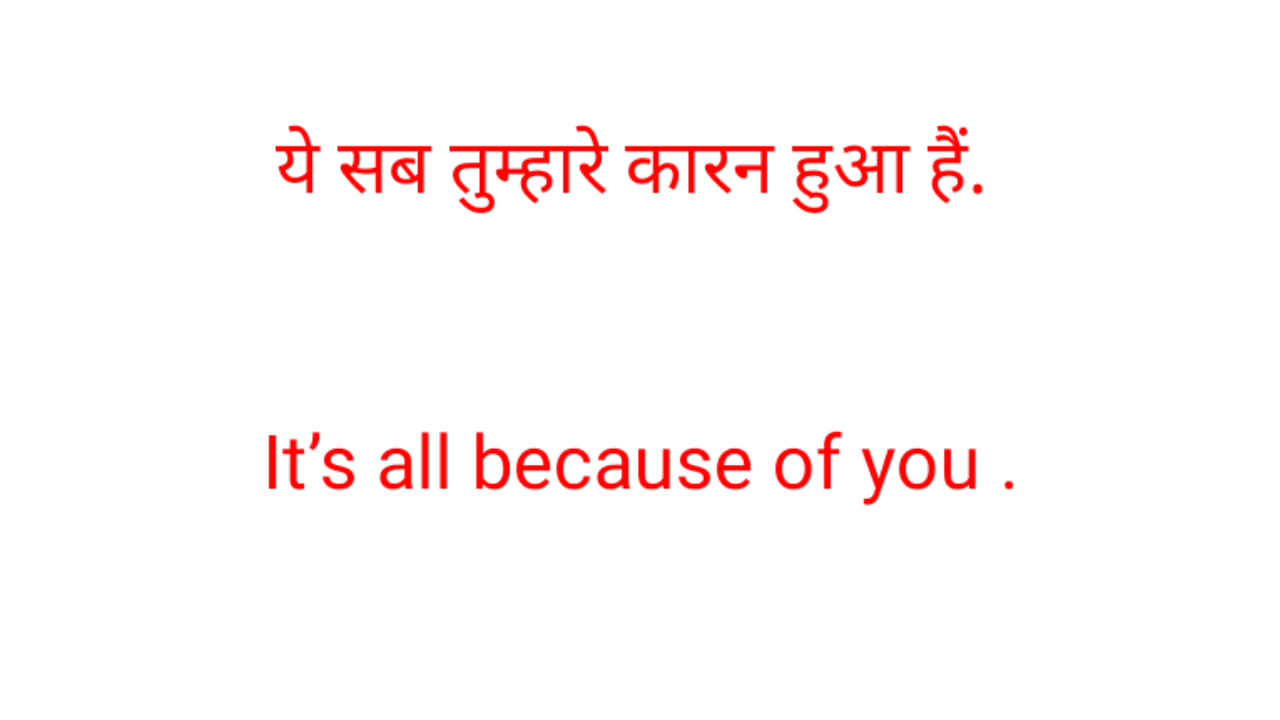 ये सब तुम्हारे कारन हुआ हैं.
It’s all because of you .